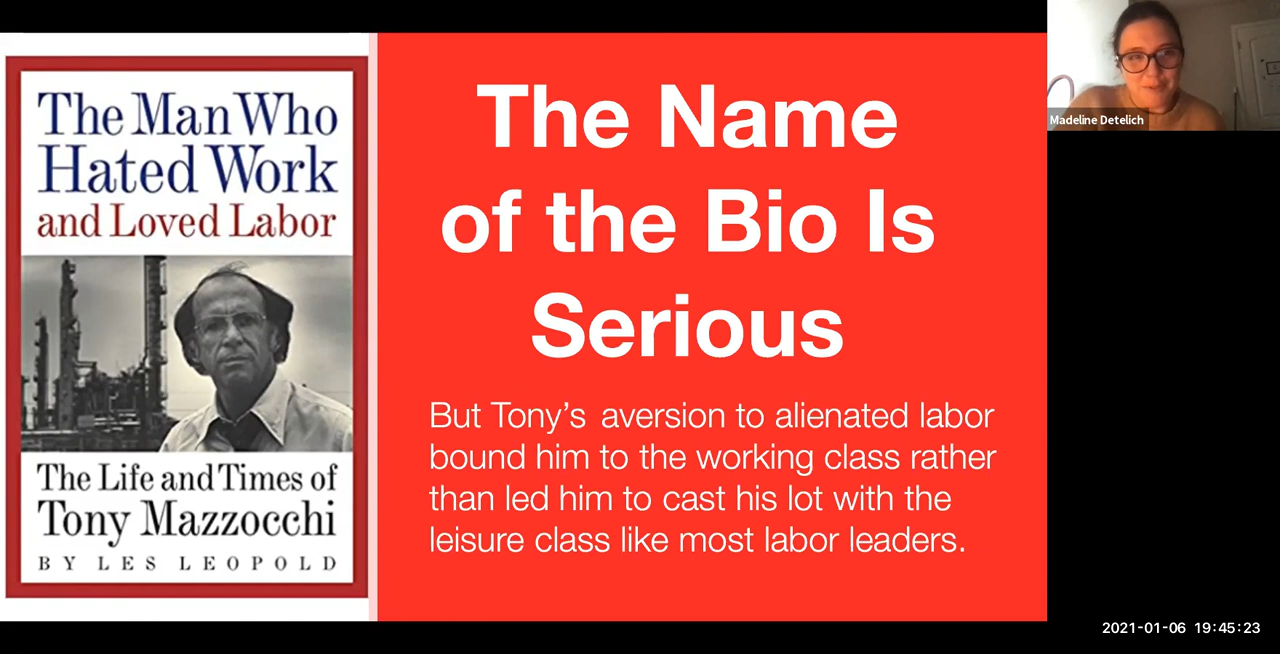 The Man Who
Hated Work
and Loved Labor
The Life and Times of
Tony Mazzocchi
BY LES LEOPOLD
The Name
of the Bio Is
Serious
But Tony’s aversion to alienated labor
bound him to the working class rather
than led him to cast his lot with the
leisure class like most labor leaders.
Madeline Detelich
2021-01-06 19:45:23